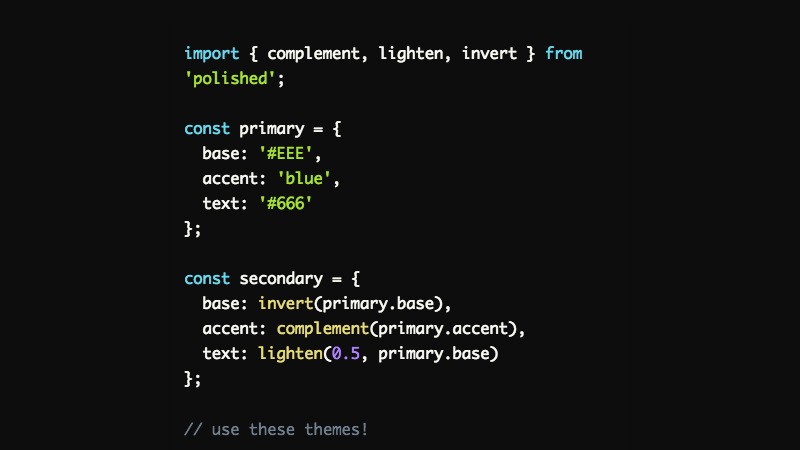 import { complement, lighten, invert } from
'polished';
const primary = {
  base: '#EEE',
  accent: 'blue',
  text: '#666'
};
const secondary = {
  base: invert(primary.base),
  accent: complement(primary.accent),
  text: lighten(0.5, primary.base)
};
// use these themes!